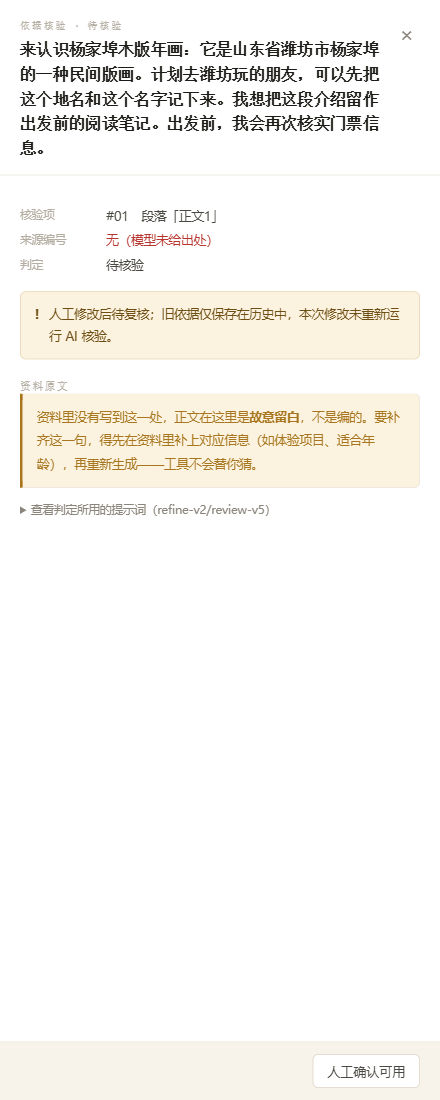 依据核验 · 待核验
来认识杨家埠木版年画：它是山东省潍坊市杨家埠
的一种民间版画。计划去潍坊玩的朋友，可以先把
这个地名和这个名字记下来。我想把这段介绍留作
出发前的阅读笔记。出发前，我会再次核实门票信
息。
×
核验项 #01 段落「正文1」
来源编号 无（模型未给出处）
判定 待核验
! 人工修改后待复核；旧依据仅保存在历史中，本次修改未重新运
行 AI 核验。
资料原文
资料里没有写到这一处，正文在这里是故意留白，不是编的。要补
齐这一句，得先在资料里补上对应信息（如体验项目、适合年
龄），再重新生成——工具不会替你猜。
▶ 查看判定所用的提示词（refine-v2/review-v5）
人工确认可用